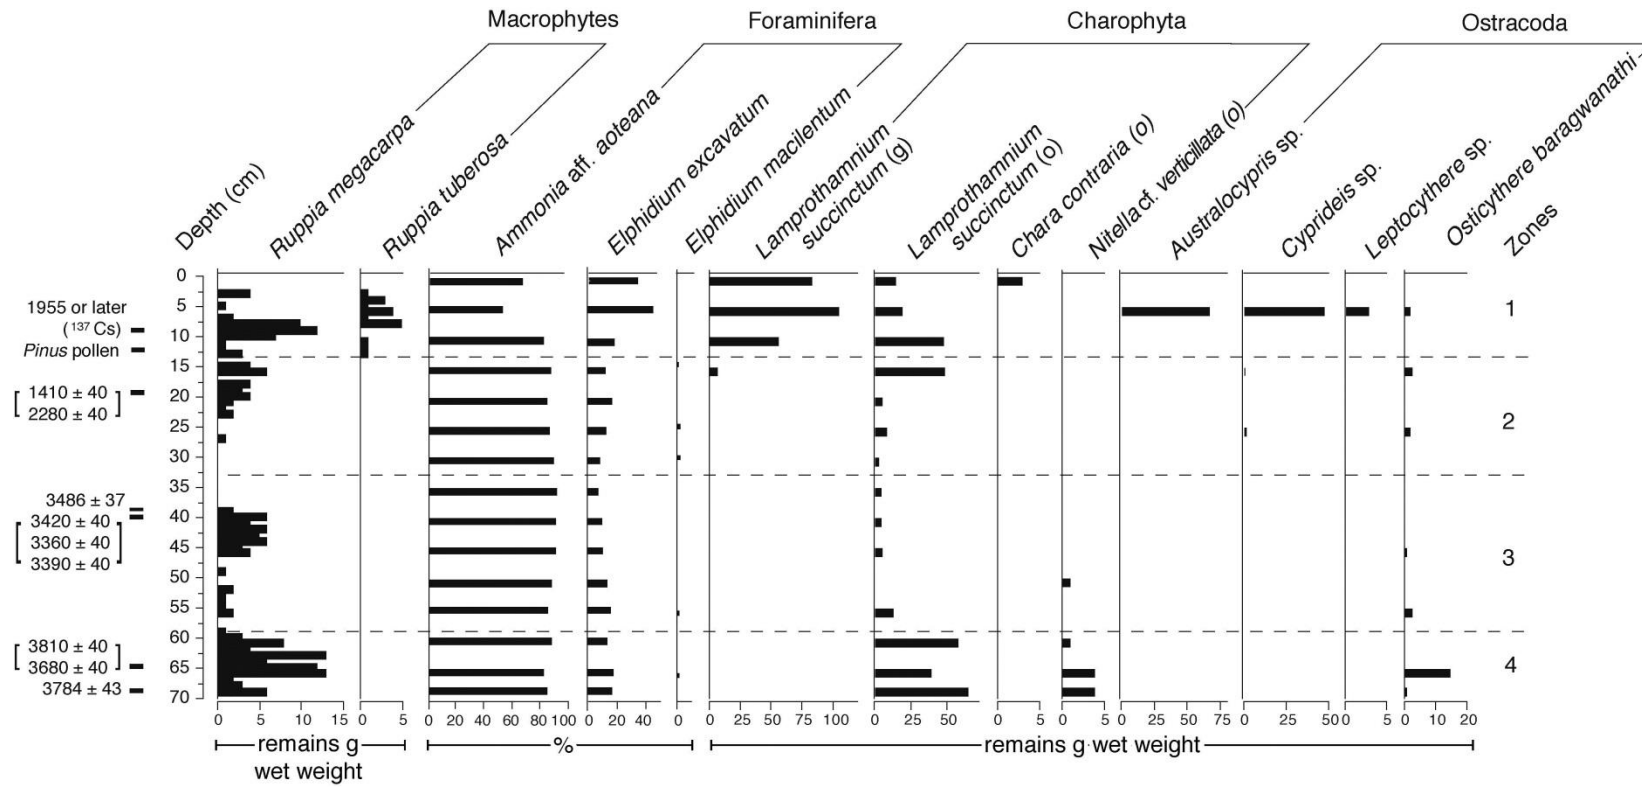 Macrophytes
Foraminifera
Charophyta
Ostracoda
Depth (cm)
Ruppia megacarpa
Ruppia tuberosa
Ammonia aff. aoteana
Elphidium excavatum
Elphidium macilentum
Lamprothamnium
succinctum (g)
Lamprothamnium
succinctum (o)
Chara contraria (o)
Nitella cf. verticillata (o)
Australocypris sp.
Cyprideis sp.
Leptocythere sp.
Osticythere baragwanathi
Zones
0
5
10
15
20
25
30
35
40
45
50
55
60
65
70
1955 or later
(137Cs)
Pinus pollen
1410 ± 40
2280 ± 40
3486 ± 37
3420 ± 40
3360 ± 40
3390 ± 40
3810 ± 40
3680 ± 40
3784 ± 43
1
2
3
4
0 5 10 15
0 5
0 20 40 60 80 100
0 20 40
0
0 25 50 75 100
0 25 50
0 5
0 5
0 25 50 75
0 25 50
0 5
0 10 20
remains g
wet weight
%
remains g wet weight